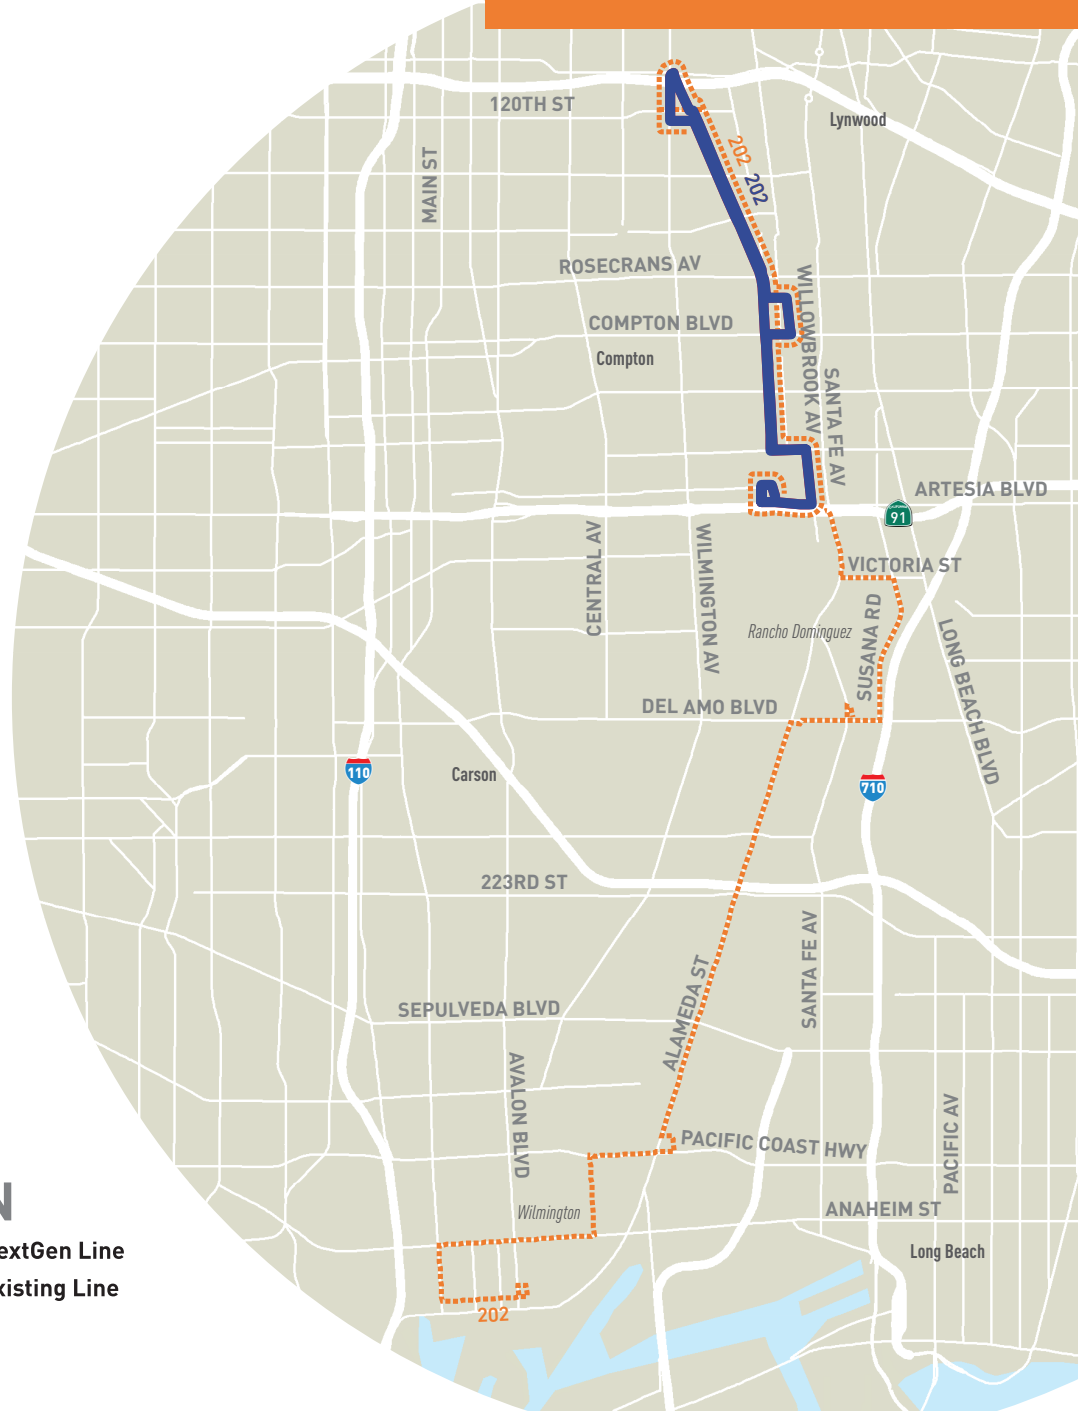 120TH ST
Lynwood
MAIN ST
202
202
ROSECRANS AV
COMPTON BLVD
Compton
WILLOWBROOK AV
SANTA FE AV
ARTESIA BLVD
CALIFORNIA
91
CENTRAL AV
WILMINGTON AV
VICTORIA ST
Rancho Dominguez
SUSANA RD
LONG BEACH BLVD
DEL AMO BLVD
110
Carson
710
223RD ST
SANTA FE AV
ALAMEDA ST
SEPULVEDA BLVD
AVALON BLVD
PACIFIC AV
PACIFIC COAST HWY
N
Wilmington
ANAHEIM ST
extGen Line
Long Beach
xisting Line
202